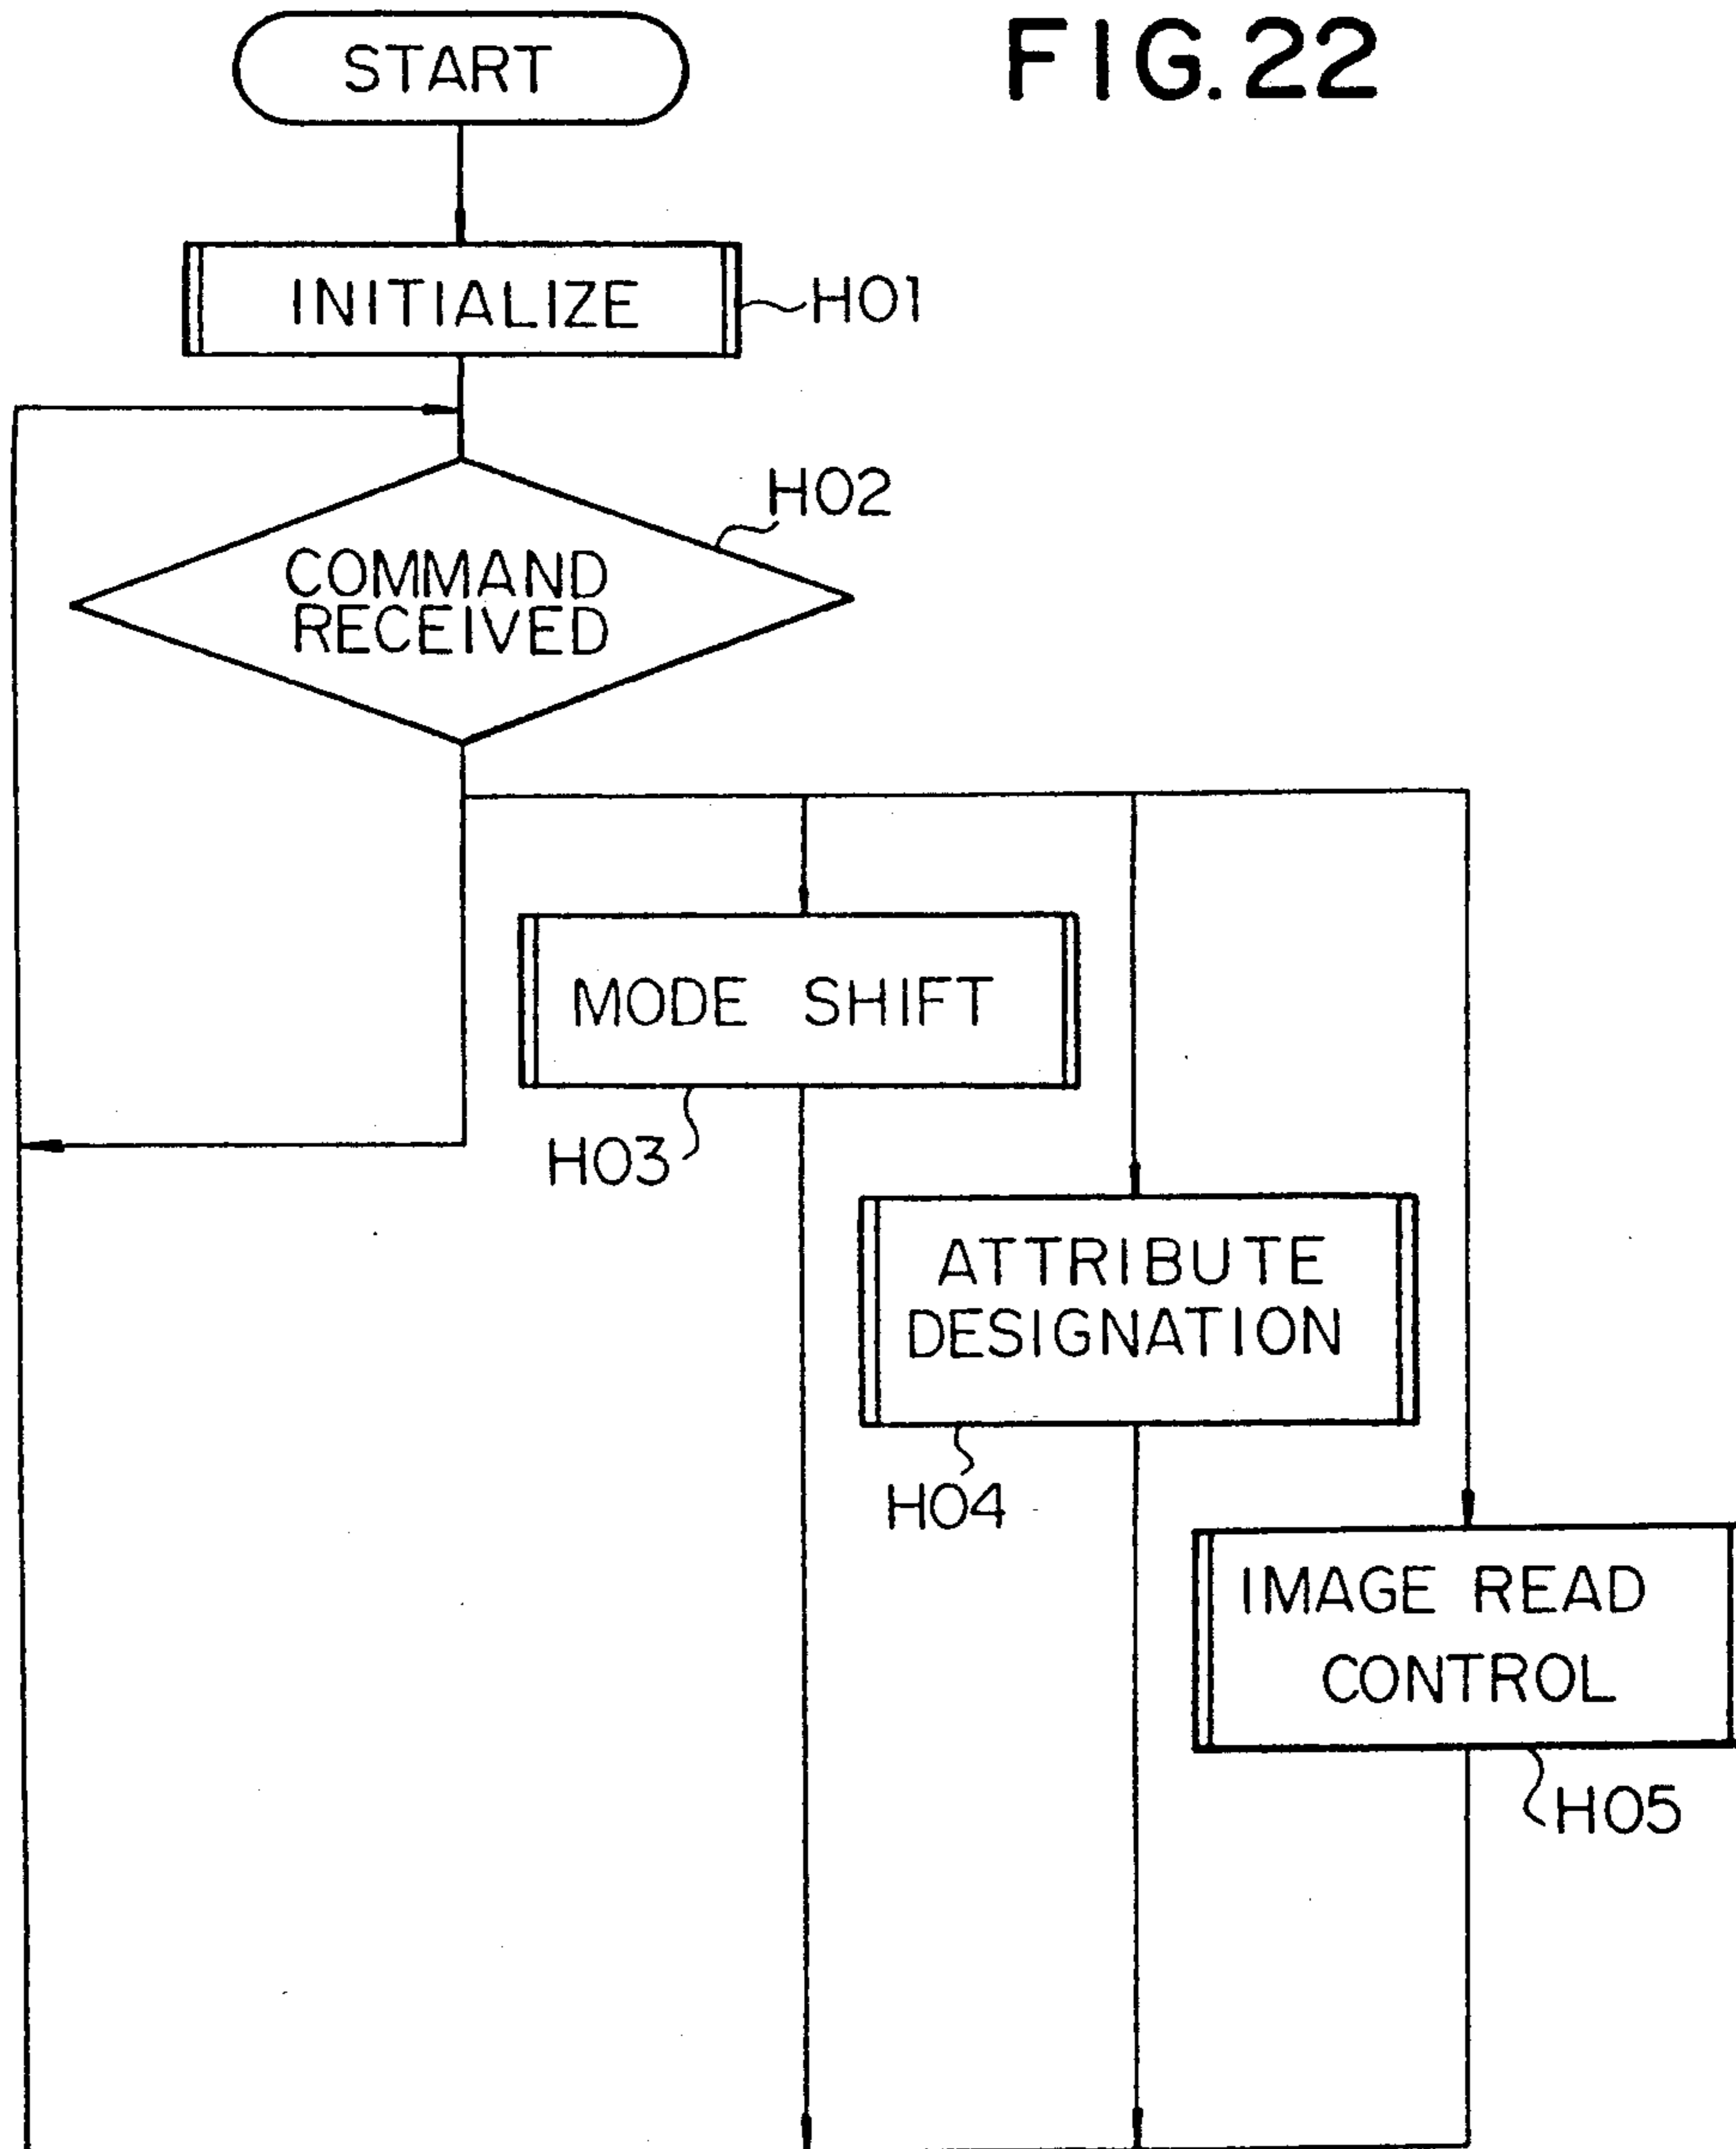 FIG.22
START
INITIALIZE
H01
H02
COMMAND
RECEIVED
MODE SHIFT
H03
ATTRIBUTE
DESIGNATION
H04
IMAGE READ
CONTROL
H05